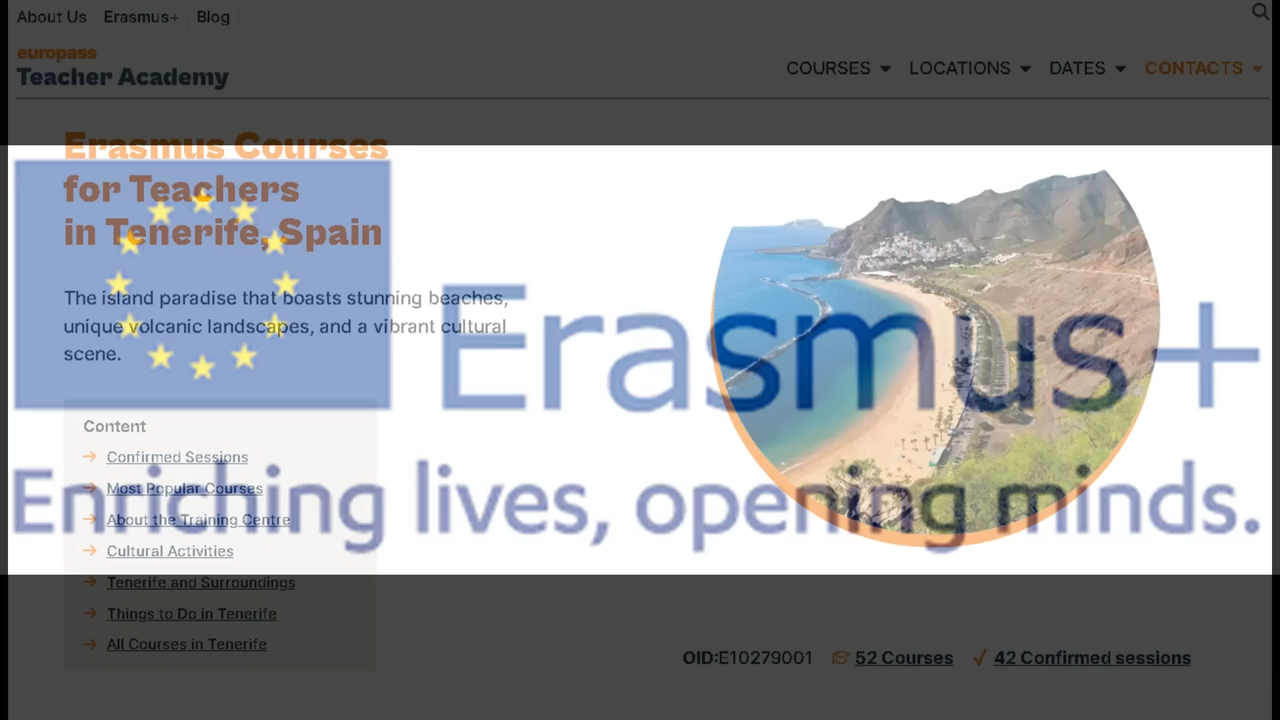 About Us Erasmus+ Blog
europass
Teacher Academy
COURSES LOCATIONS DATES CONTACTS
Erasmus Courses
for Teachers
in Tenerife, Spain
The island paradise that boasts stunning beaches,
unique volcanic landscapes, and a vibrant cultural
scene.
Erasmus+
Enriching lives, opening minds.
Content
Confirmed Sessions
Most Popular Courses
About the Training Centre
Cultural Activities
Tenerife and Surroundings
Things to Do in Tenerife
All Courses in Tenerife
OID:E10279001 52 Courses 42 Confirmed sessions